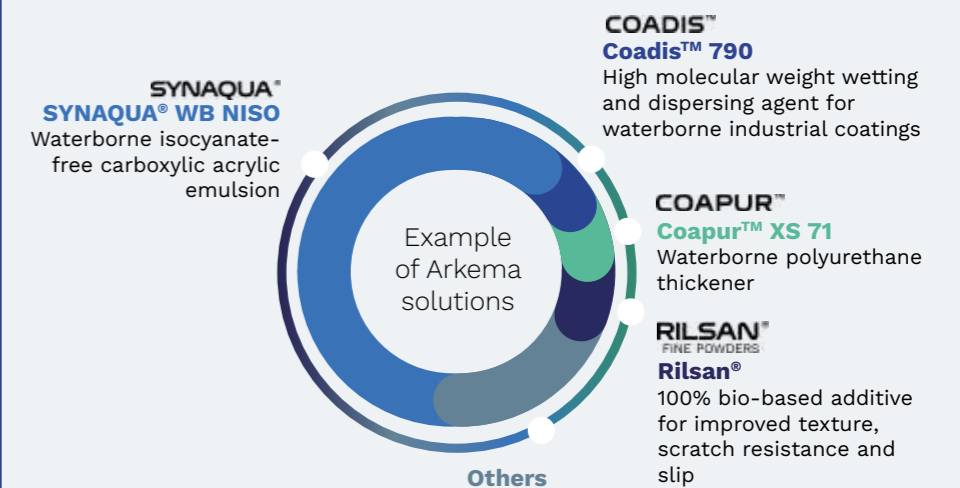 SYNAQUA®
SYNAQUA® WB NISO
Waterborne isocyanate-
free carboxylic acrylic
emulsion
COADIS™
Coadis™ 790
High molecular weight wetting
and dispersing agent for
waterborne industrial coatings
COAPUR™
Coapur™ XS 71
Waterborne polyurethane
thickener
Example
of Arkema
solutions
RILSAN®
FINE POWDERS
Rilsan®
100% bio-based additive
for improved texture,
scratch resistance and
slip
Others